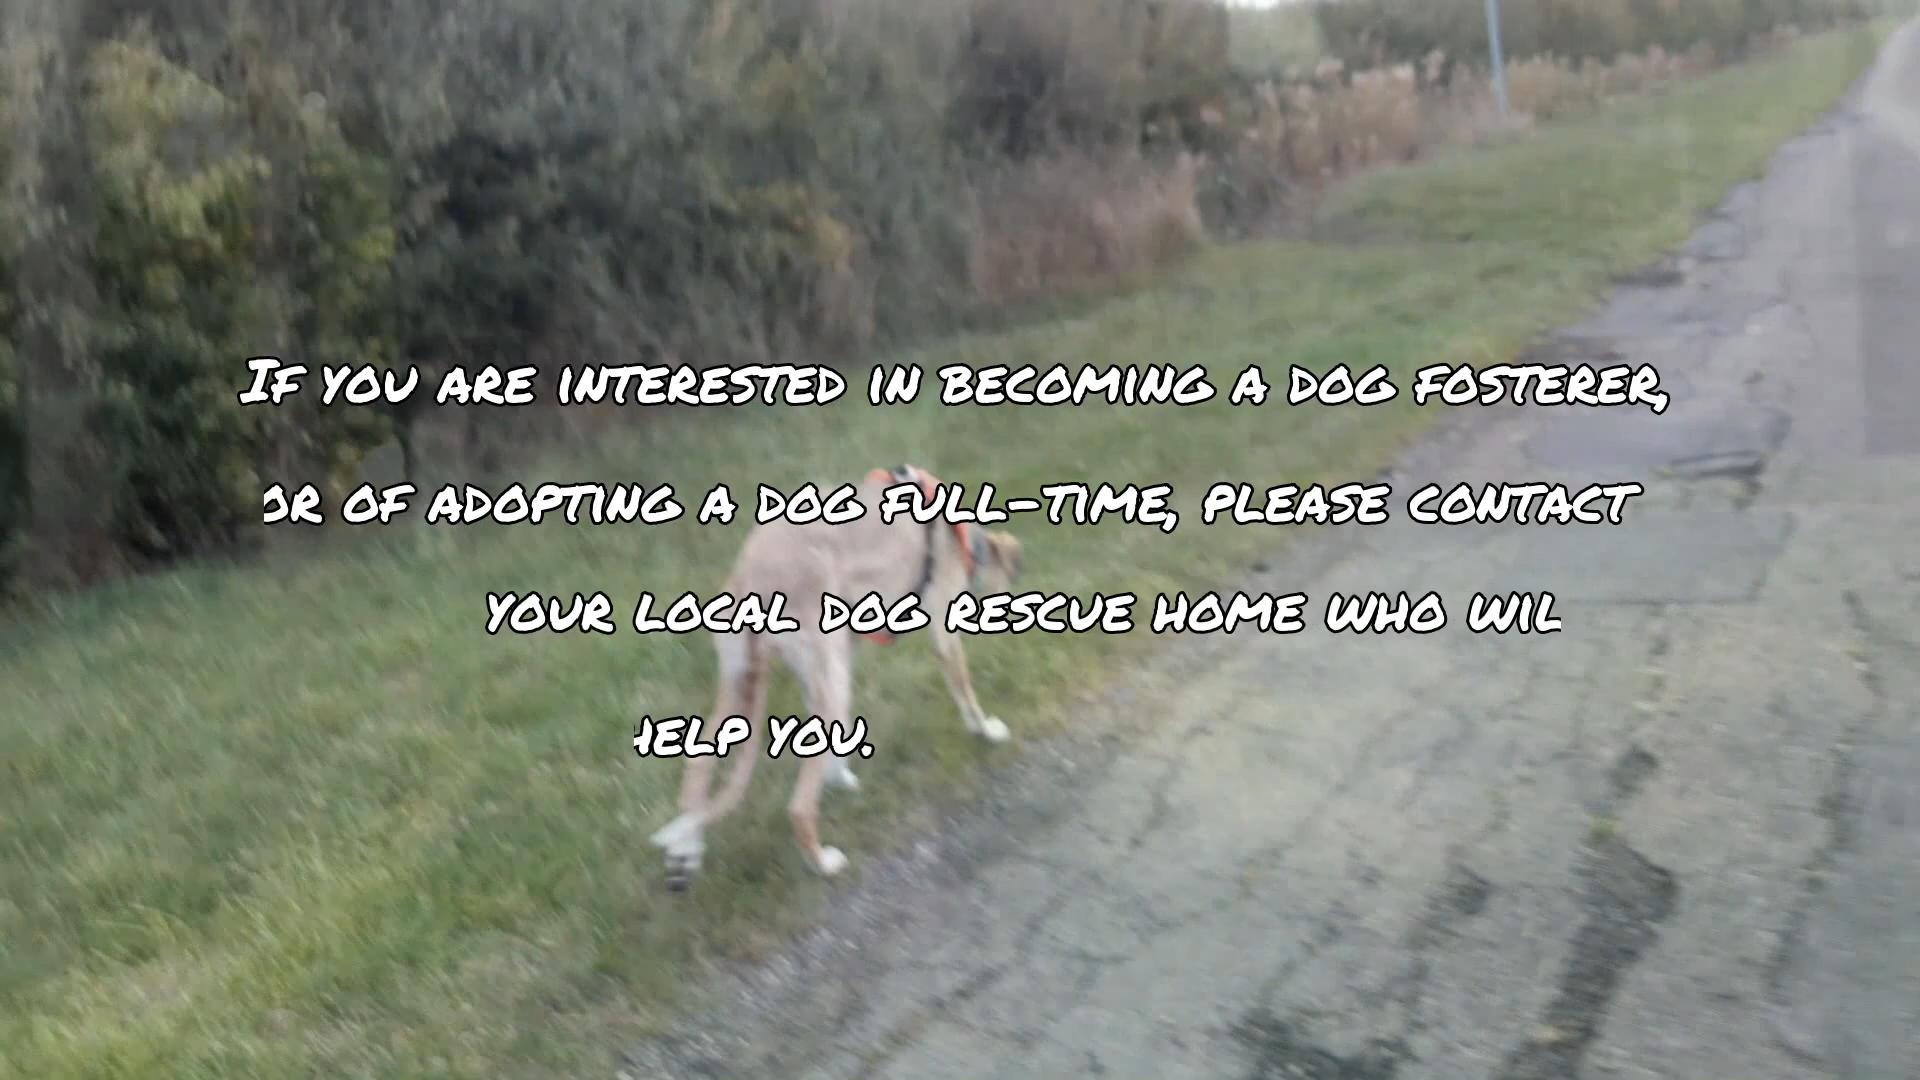 If you are interested in becoming a dog fosterer,
or of adopting a dog full-time, please contact
your local dog rescue home who wil
help you.